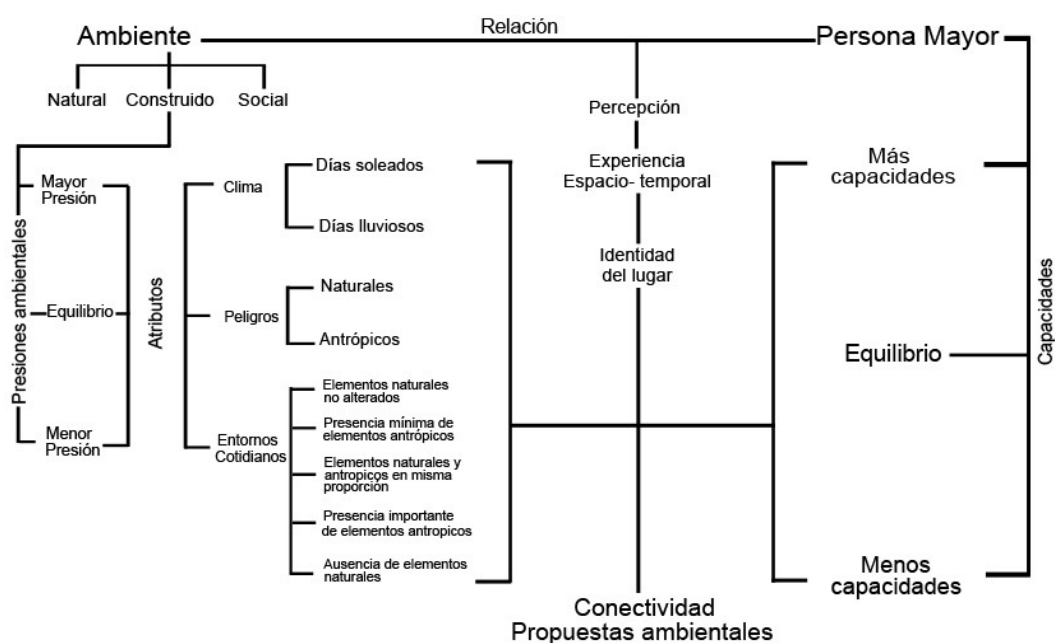 Ambiente
Relación
Persona Mayor
Natural
Construido
Social
Percepción
Experiencia
Espacio- temporal
Identidad
del lugar
Presiones ambientales
Mayor
Presión
Equilibrio
Menor
Presión
Atributos
Clima
Días soleados
Días lluviosos
Peligros
Naturales
Antrópicos
Entornos
Cotidianos
Elementos naturales
no alterados
Presencia mínima de
elementos antrópicos
Elementos naturales y
antropicos en misma
proporción
Presencia importante
de elementos antropicos
Ausencia de elementos
naturales
Más
capacidades
Equilibrio
Menos
capacidades
Capacidades
Conectividad
Propuestas ambientales